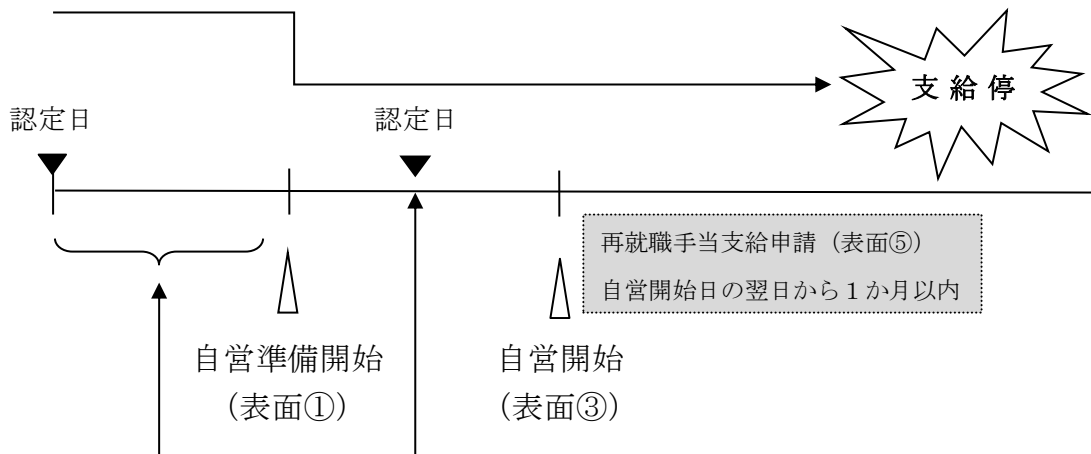 支給停
認定日
認定日
再就職手当支給申請（表面⑤）
自営開始日の翌日から１か月以内
自営準備開始
（表面①）
自営開始
（表面③）